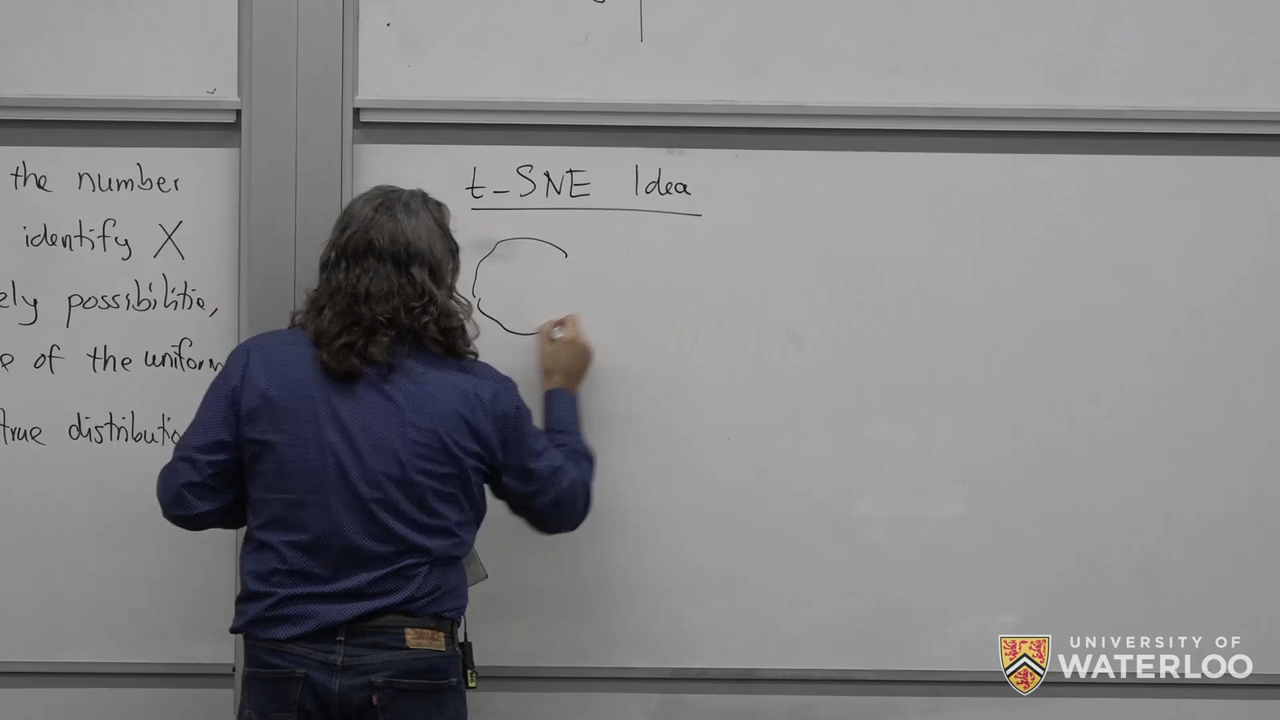 the number
identify X
ely possibilitie,
e of the uniform
true distributio
t-SNE Idea
UNIVERSITY OF
WATERLOO